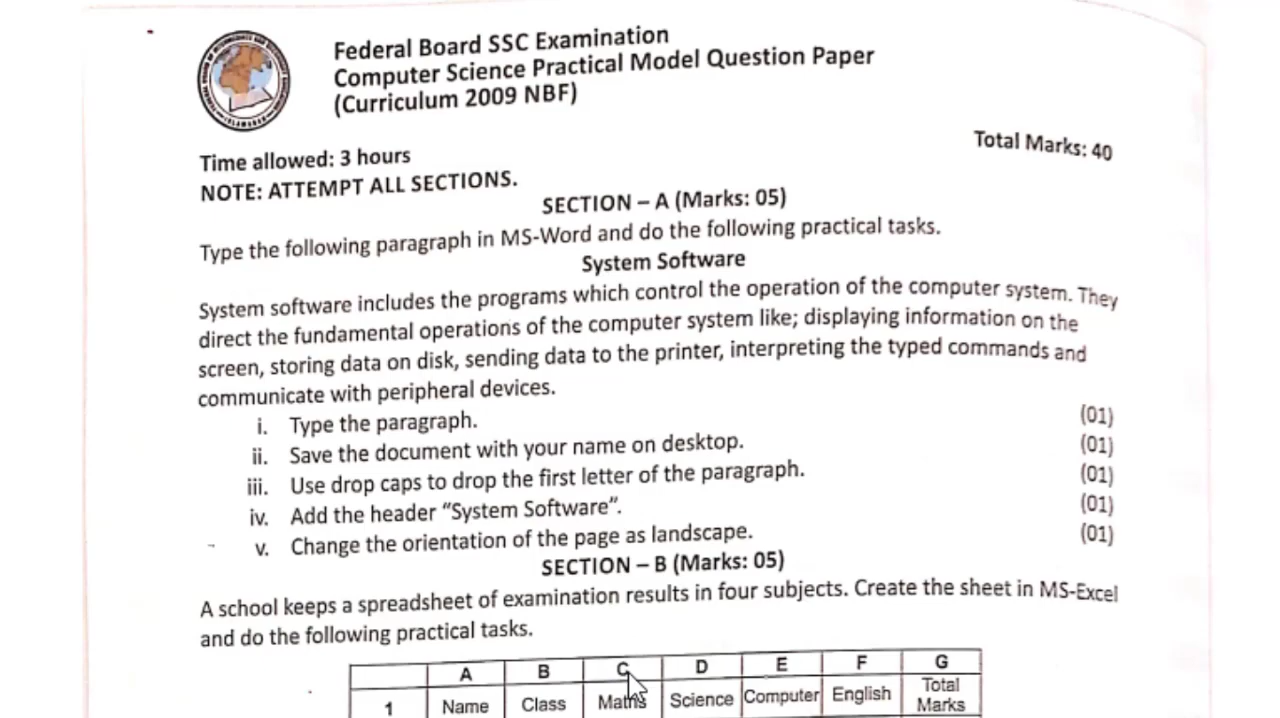 Federal Board SSC Examination
Computer Science Practical Model Question Paper
(Curriculum 2009 NBF)
Time allowed: 3 hours
Total Marks: 40
NOTE: ATTEMPT ALL SECTIONS.
SECTION – A (Marks: 05)
Type the following paragraph in MS-Word and do the following practical tasks.
System Software
System software includes the programs which control the operation of the computer system. They
direct the fundamental operations of the computer system like; displaying information on the
screen, storing data on disk, sending data to the printer, interpreting the typed commands and
communicate with peripheral devices.
i. Type the paragraph. (01)
ii. Save the document with your name on desktop. (01)
iii. Use drop caps to drop the first letter of the paragraph. (01)
iv. Add the header “System Software”. (01)
v. Change the orientation of the page as landscape. (01)
SECTION – B (Marks: 05)
A school keeps a spreadsheet of examination results in four subjects. Create the sheet in MS-Excel
and do the following practical tasks.
A B C D E F G
1 Name Class Maths Science Computer English Total Marks